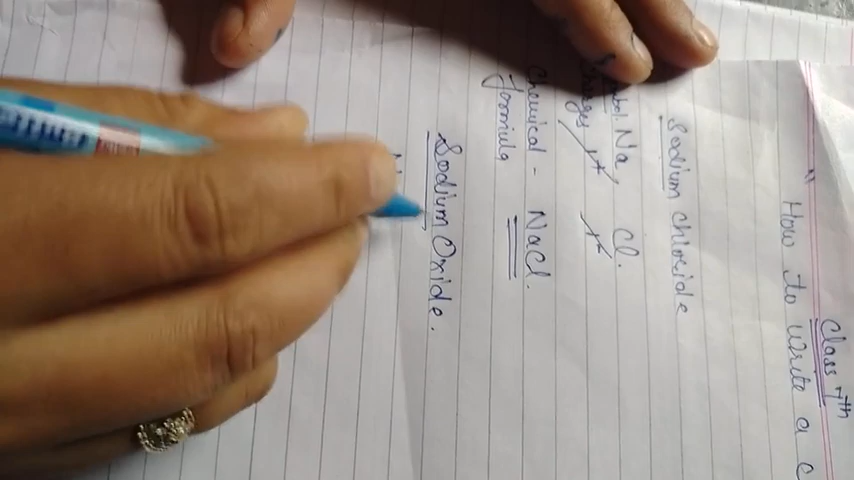 Class 7th
" How to write a c
Sodium chloride
Na Cl.
Chemical - NaCl.
formula
Sodium Oxide.